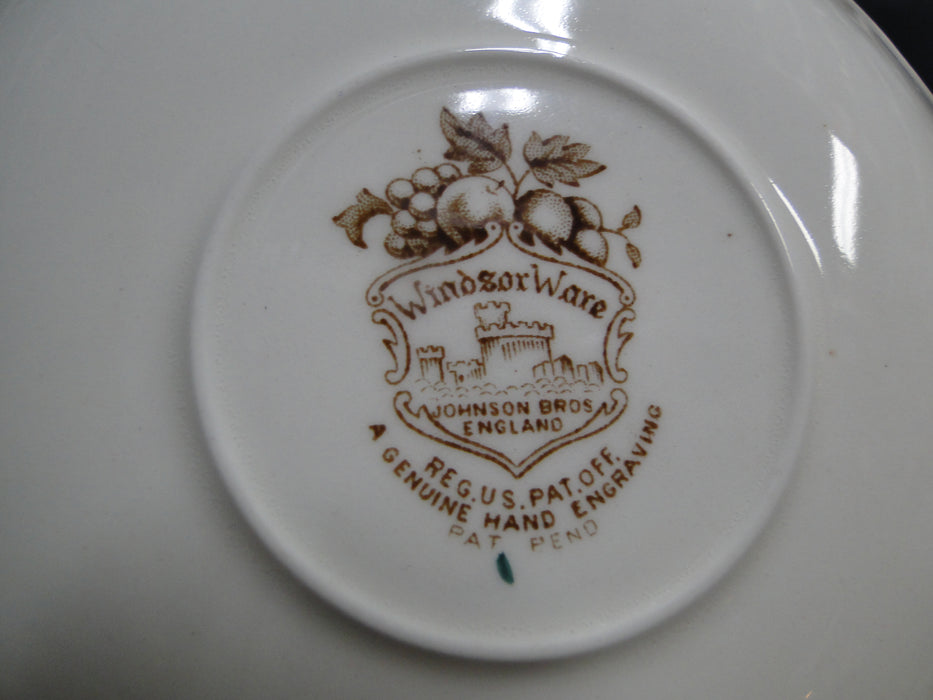 Windsor Ware
JOHNSON BROS
ENGLAND
REG. U.S. PAT. OFF.
A GENUINE HAND ENGRAVING
PAT PEND